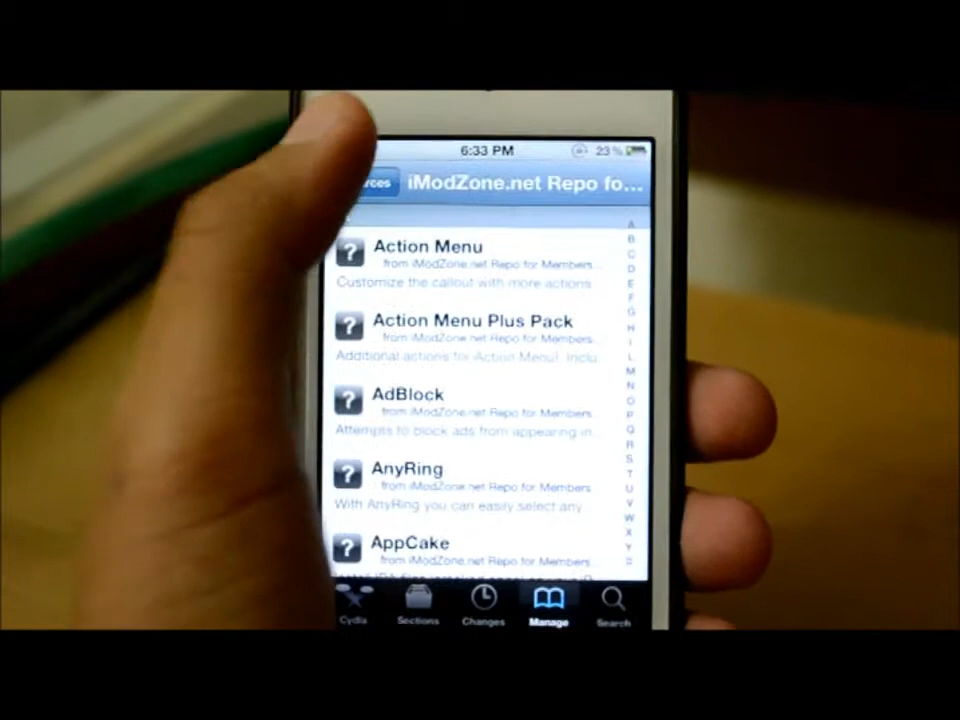 6:33 PM 23%
rces iModZone.net Repo fo...
Action Menu
from iModZone.net Repo for Members...
Customize the callout with more actions
Action Menu Plus Pack
from iModZone.net Repo for Members...
Additional actions for Action Menu! Inclu
AdBlock
from iModZone.net Repo for Members...
Attempts to block ads from appearing in...
AnyRing
from iModZone.net Repo for Members
With AnyRing you can easily select any
AppCake
from iModZone.net Repo for Members...
A
B
C
D
E
F
G
H
I
L
M
N
O
P
Q
R
S
T
U
V
W
X
Y
#
Cydia Sections Changes Manage Search